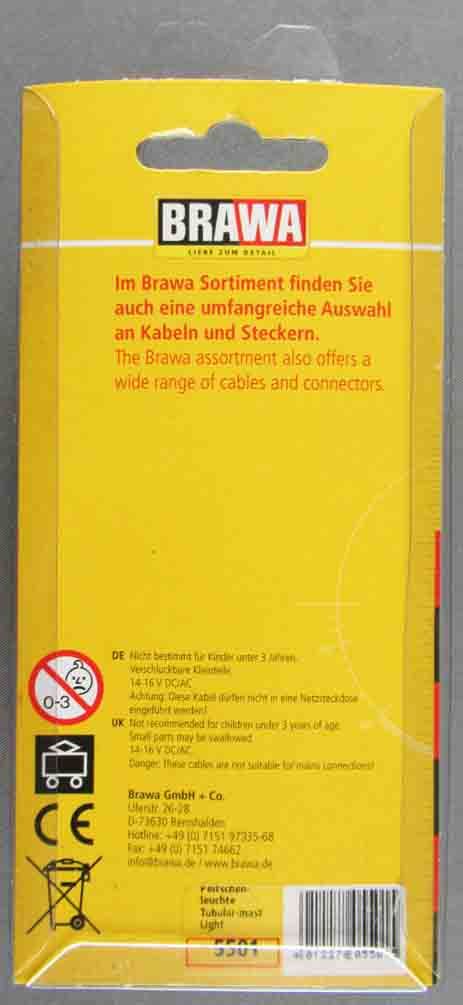 BRAWA
LIEBE ZUM DETAIL
Im Brawa Sortiment finden Sie
auch eine umfangreiche Auswahl
an Kabeln und Steckern.
The Brawa assortment also offers a
wide range of cables and connectors.
DE Nicht bestimmt für Kinder unter 3 Jahren.
Verschluckbare Kleinteile.
14-16 V DC/AC
Achtung: Diese Kabel dürfen nicht in eine Netzsteckdose
eingeführt werden!
UK Not recommended for children under 3 years of age.
Small parts may be swallowed.
14-16 V DC/AC
Danger: These cables are not suitable for mains connections!
0-3
Brawa GmbH + Co.
Uferstr. 26-28
D-73630 Remshalden
Hotline: +49 (0) 7151 97935-68
Fax: +49 (0) 7151 74662
info@brawa.de / www.brawa.de
CE
Peitschen-
leuchte
Tubular-mast
Light
5501